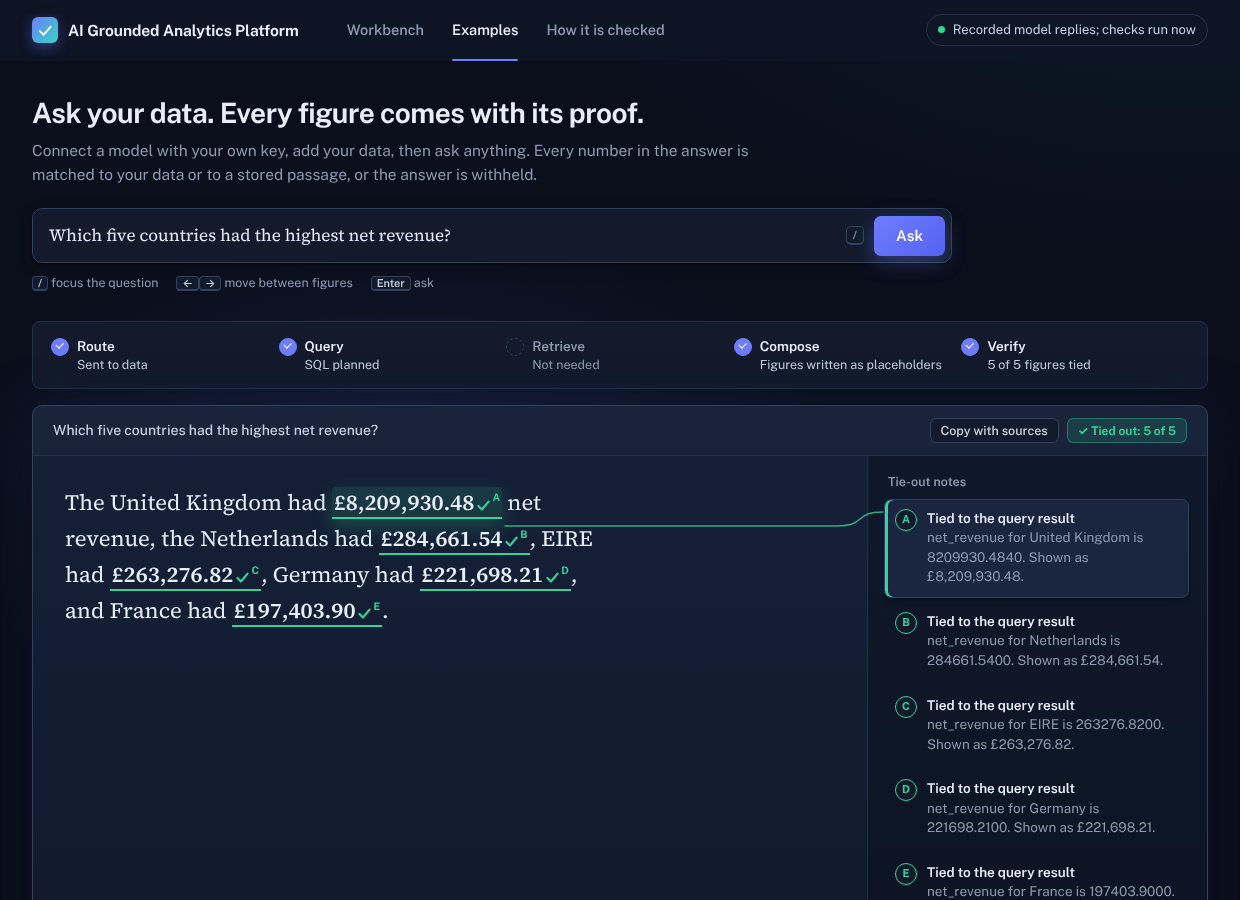 AI Grounded Analytics Platform
Workbench
Examples
How it is checked
Recorded model replies; checks run now
Ask your data. Every figure comes with its proof.
Connect a model with your own key, add your data, then ask anything. Every number in the answer is
matched to your data or to a stored passage, or the answer is withheld.
Which five countries had the highest net revenue?
/
Ask
/ focus the question
← → move between figures
Enter ask
Route
Sent to data
Query
SQL planned
Retrieve
Not needed
Compose
Figures written as placeholders
Verify
5 of 5 figures tied
Which five countries had the highest net revenue?
Copy with sources
✓ Tied out: 5 of 5
The United Kingdom had £8,209,930.48 ✓ A net
revenue, the Netherlands had £284,661.54 ✓ B, EIRE
had £263,276.82 ✓ C, Germany had £221,698.21 ✓ D,
and France had £197,403.90 ✓ E.
Tie-out notes
A
Tied to the query result
net_revenue for United Kingdom is
8209930.4840. Shown as
£8,209,930.48.
B
Tied to the query result
net_revenue for Netherlands is
284661.5400. Shown as £284,661.54.
C
Tied to the query result
net_revenue for EIRE is 263276.8200.
Shown as £263,276.82.
D
Tied to the query result
net_revenue for Germany is
221698.2100. Shown as £221,698.21.
E
Tied to the query result
net_revenue for France is 197403.9000.